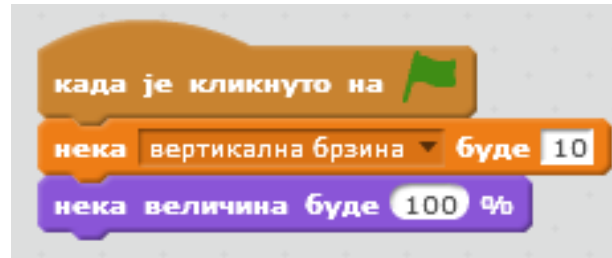 када је кликнуто на
нека вертикална брзина буде 10
нека величина буде 100 %